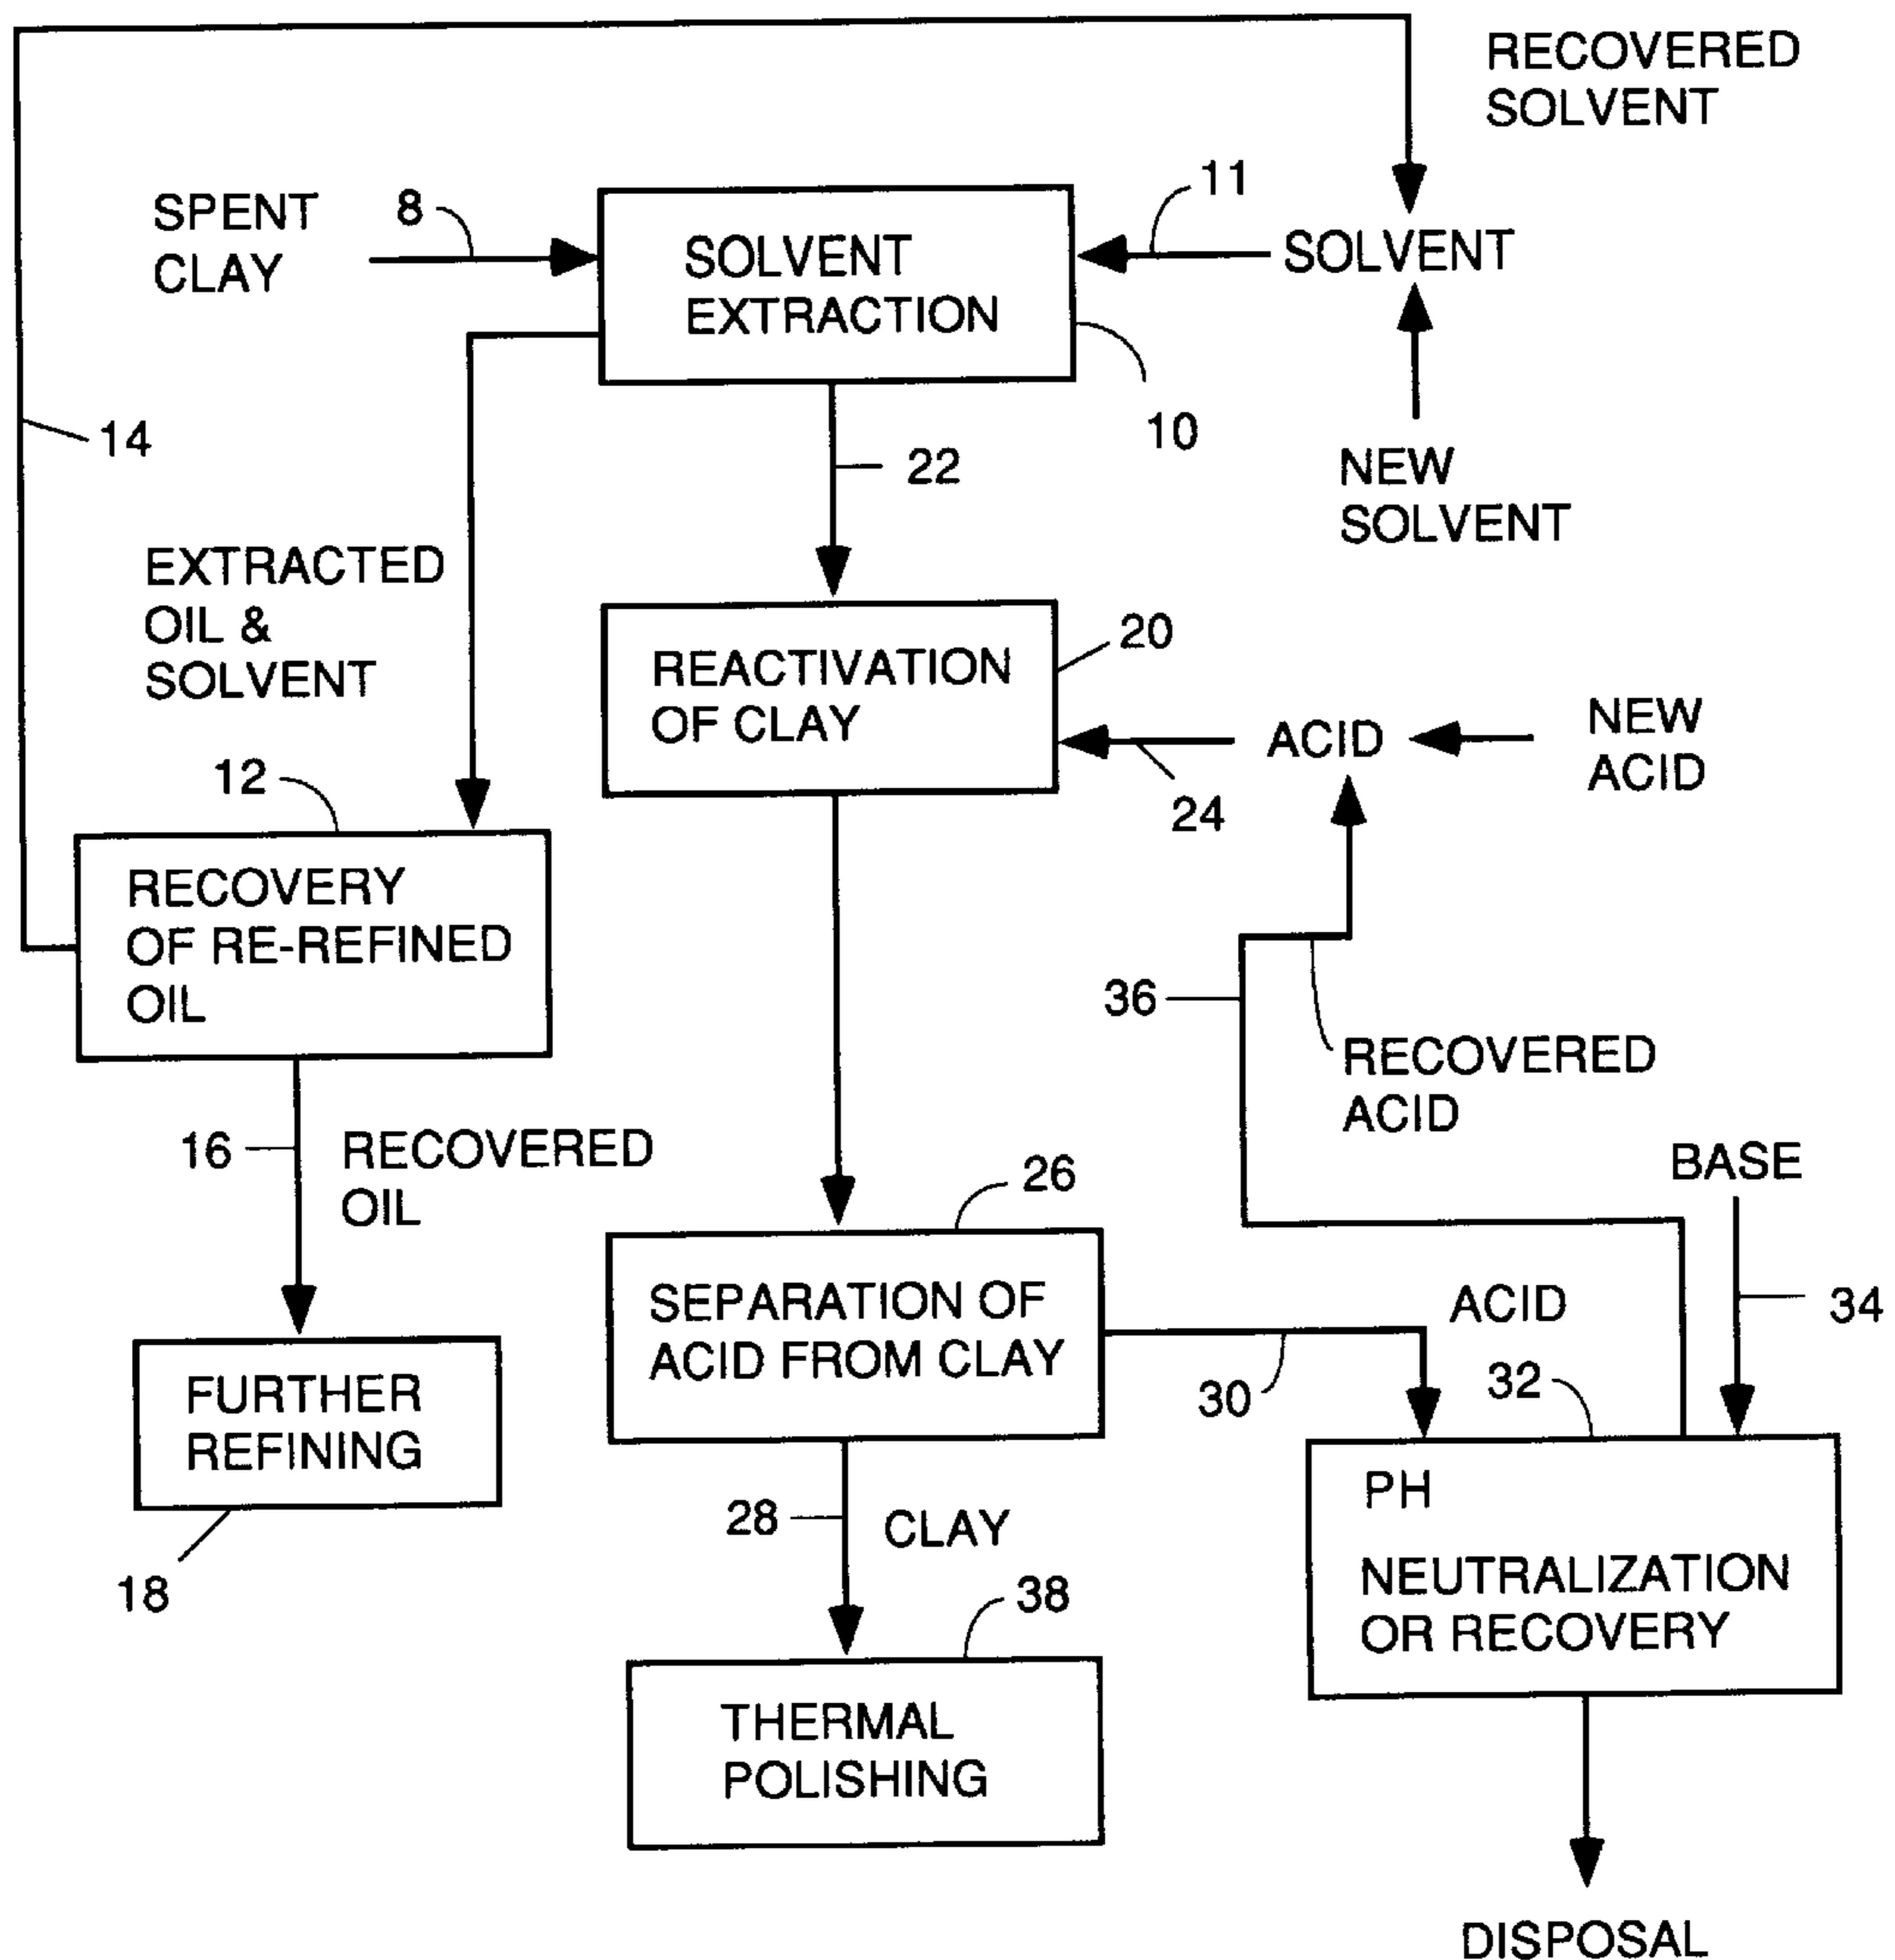 RECOVERED
SOLVENT
SPENT
CLAY
8
SOLVENT
EXTRACTION
11
SOLVENT
10
14
22
NEW
SOLVENT
EXTRACTED
OIL &
SOLVENT
REACTIVATION
OF CLAY
20
ACID
NEW
ACID
24
12
RECOVERY
OF RE-REFINED
OIL
36
RECOVERED
ACID
16
RECOVERED
OIL
26
BASE
SEPARATION OF
ACID FROM CLAY
ACID
34
30
32
FURTHER
REFINING
18
28
CLAY
PH
NEUTRALIZATION
OR RECOVERY
38
THERMAL
POLISHING
DISPOSAL